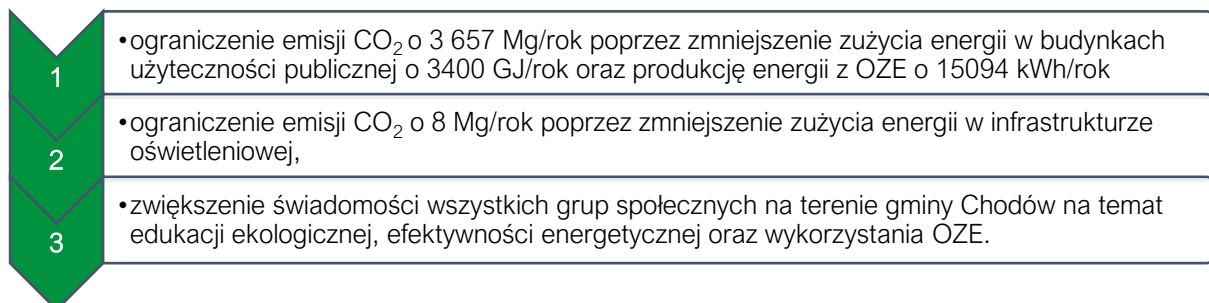 1
•ograniczenie emisji CO₂ o 3 657 Mg/rok poprzez zmniejszenie zużycia energii w budynkach
użyteczności publicznej o 3400 GJ/rok oraz produkcję energii z OZE o 15094 kWh/rok
2
•ograniczenie emisji CO₂ o 8 Mg/rok poprzez zmniejszenie zużycia energii w infrastrukturze
oświetleniowej,
3
•zwiększenie świadomości wszystkich grup społecznych na terenie gminy Chodów na temat
edukacji ekologicznej, efektywności energetycznej oraz wykorzystania OZE.